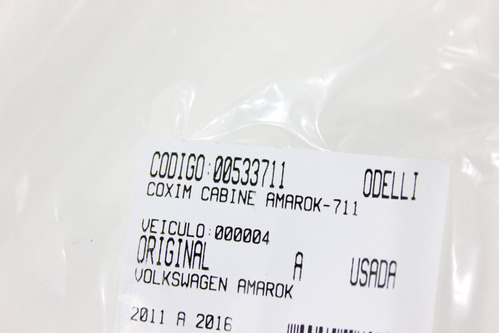 CODIGO:00533711 ODELLI
COXIM CABINE AMAROK-711
VEICULO:000004
ORIGINAL A USADA
VOLKSWAGEN AMAROK
2011 A 2016